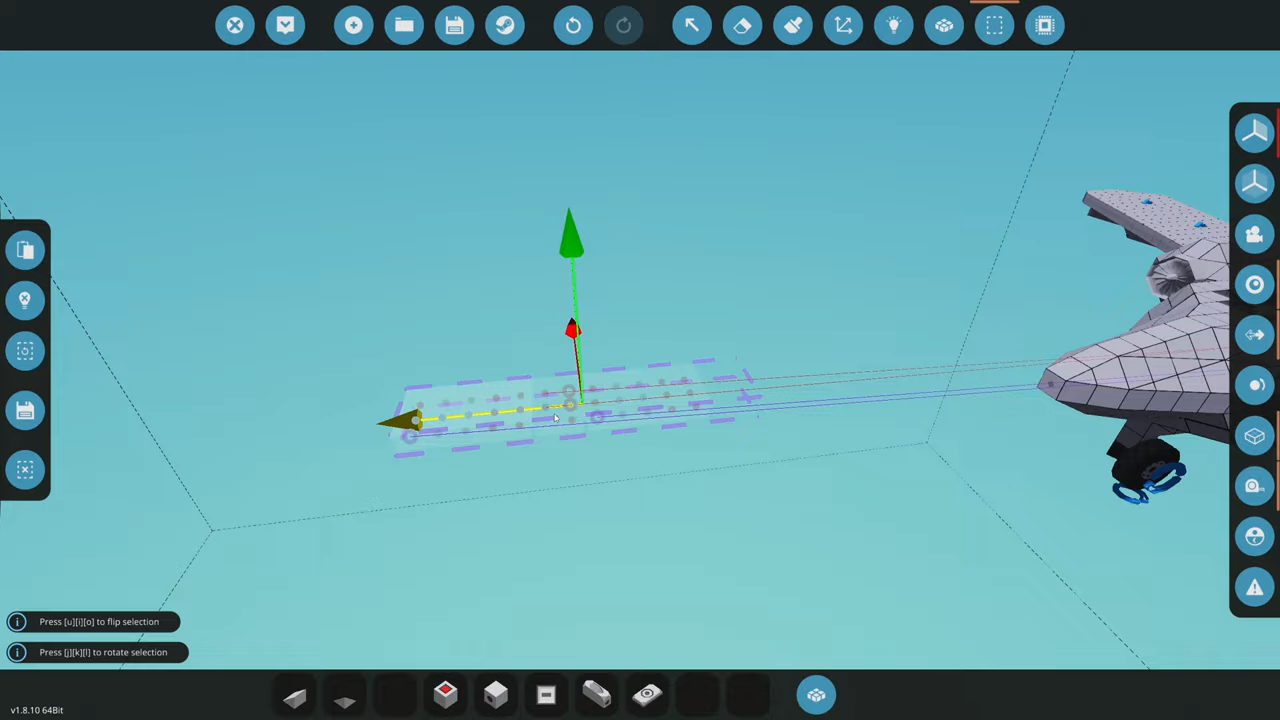 Press [u][i][o] to flip selection
Press [j][k][l] to rotate selection
v1.8.10 64Bit